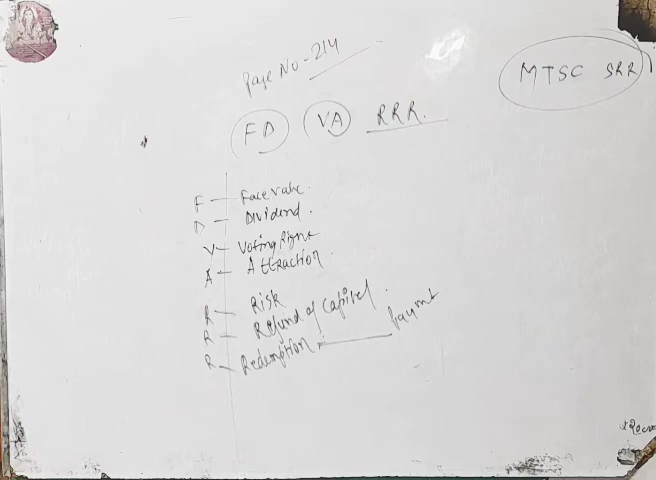 Page No - 214
MTSC SRR
FD VA RRR.
F - Face value.
D - Dividend.
V - Voting Right
A - Attraction.
R - Risk
R - Refund of Capital.
R - Redemption. Paymnt